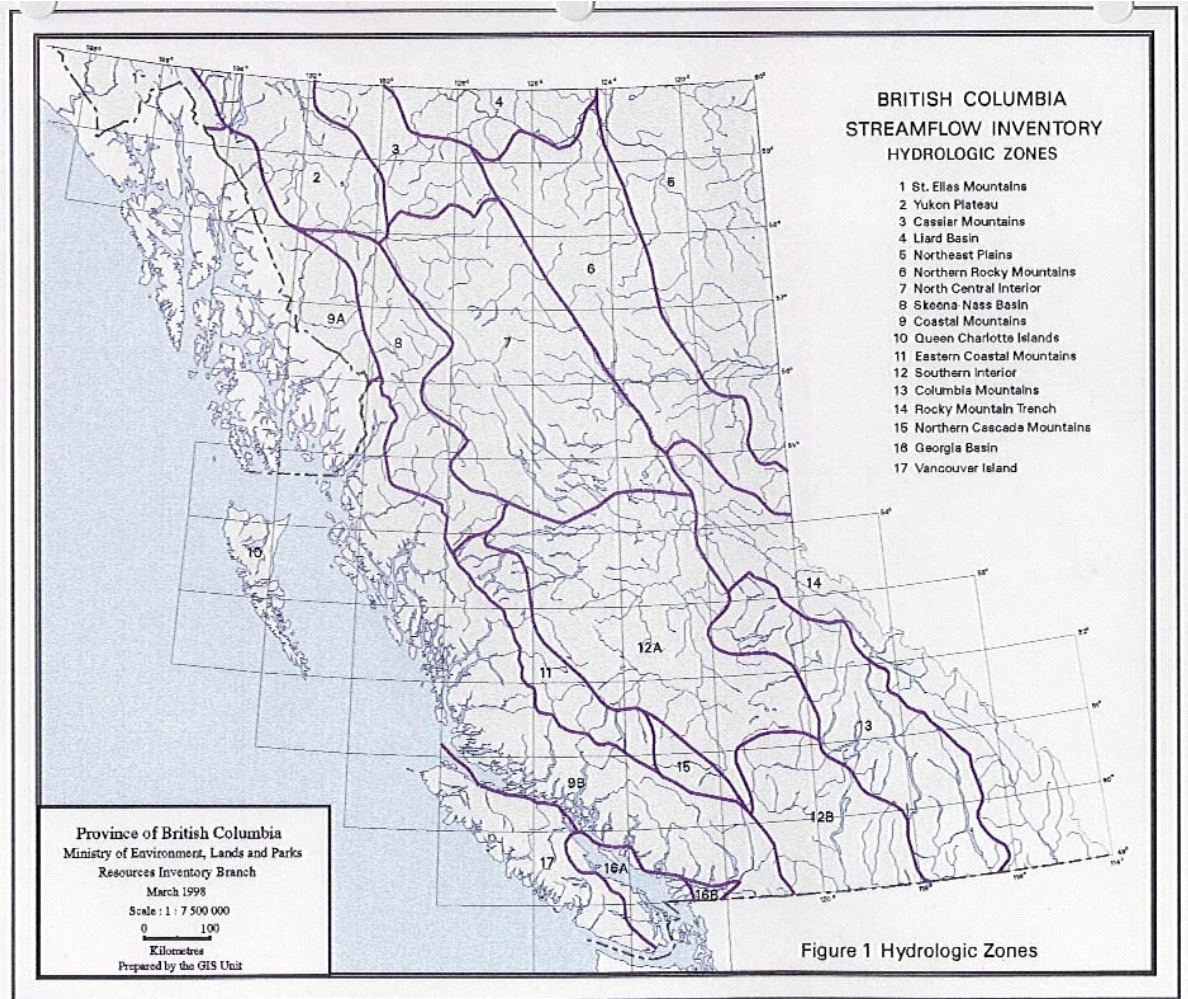 BRITISH COLUMBIA
STREAMFLOW INVENTORY
HYDROLOGIC ZONES
1 St. Elias Mountains
2 Yukon Plateau
3 Cassiar Mountains
4 Liard Basin
5 Northeast Plains
6 Northern Rocky Mountains
7 North Central Interior
8 Skeena-Nass Basin
9 Coastal Mountains
10 Queen Charlotte Islands
11 Eastern Coastal Mountains
12 Southern Interior
13 Columbia Mountains
14 Rocky Mountain Trench
15 Northern Cascade Mountains
16 Georgia Basin
17 Vancouver Island
1
4
3
2
5
6
9A
8
7
10
14
12A
11
13
15
9B
12B
17
16A
16B
Province of British Columbia
Ministry of Environment, Lands and Parks
Resources Inventory Branch
March 1998
Scale : 1 : 7 500 000
0 100
Kilometres
Prepared by the GIS Unit
Figure 1 Hydrologic Zones